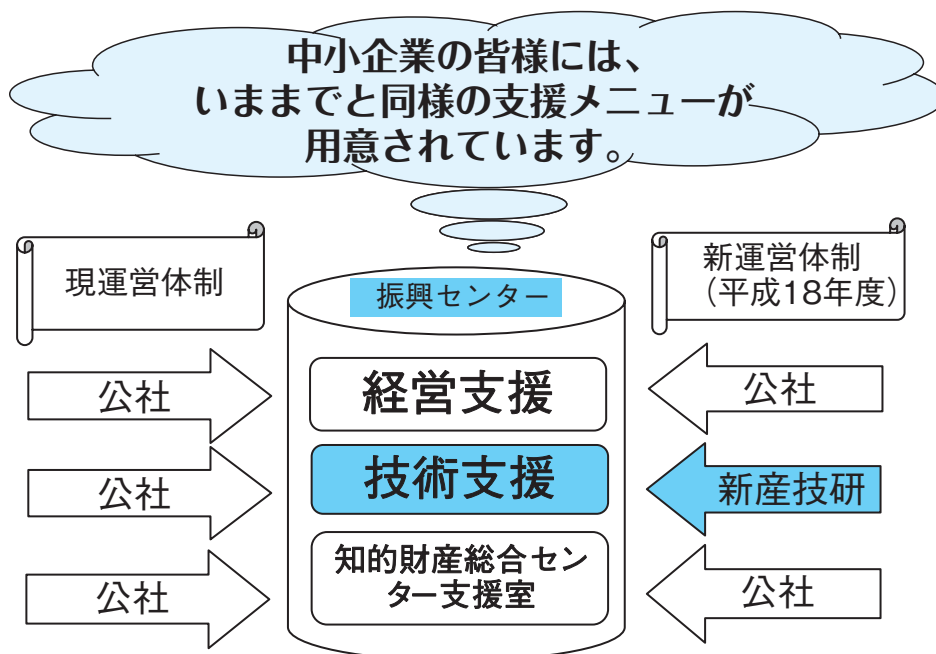 中小企業の皆様には、
いままでと同様の支援メニューが
用意されています。
現運営体制
振興センター
新運営体制
（平成18年度）
公社
経営支援
公社
公社
技術支援
新産技研
公社
知的財産総合セン
ター支援室
公社